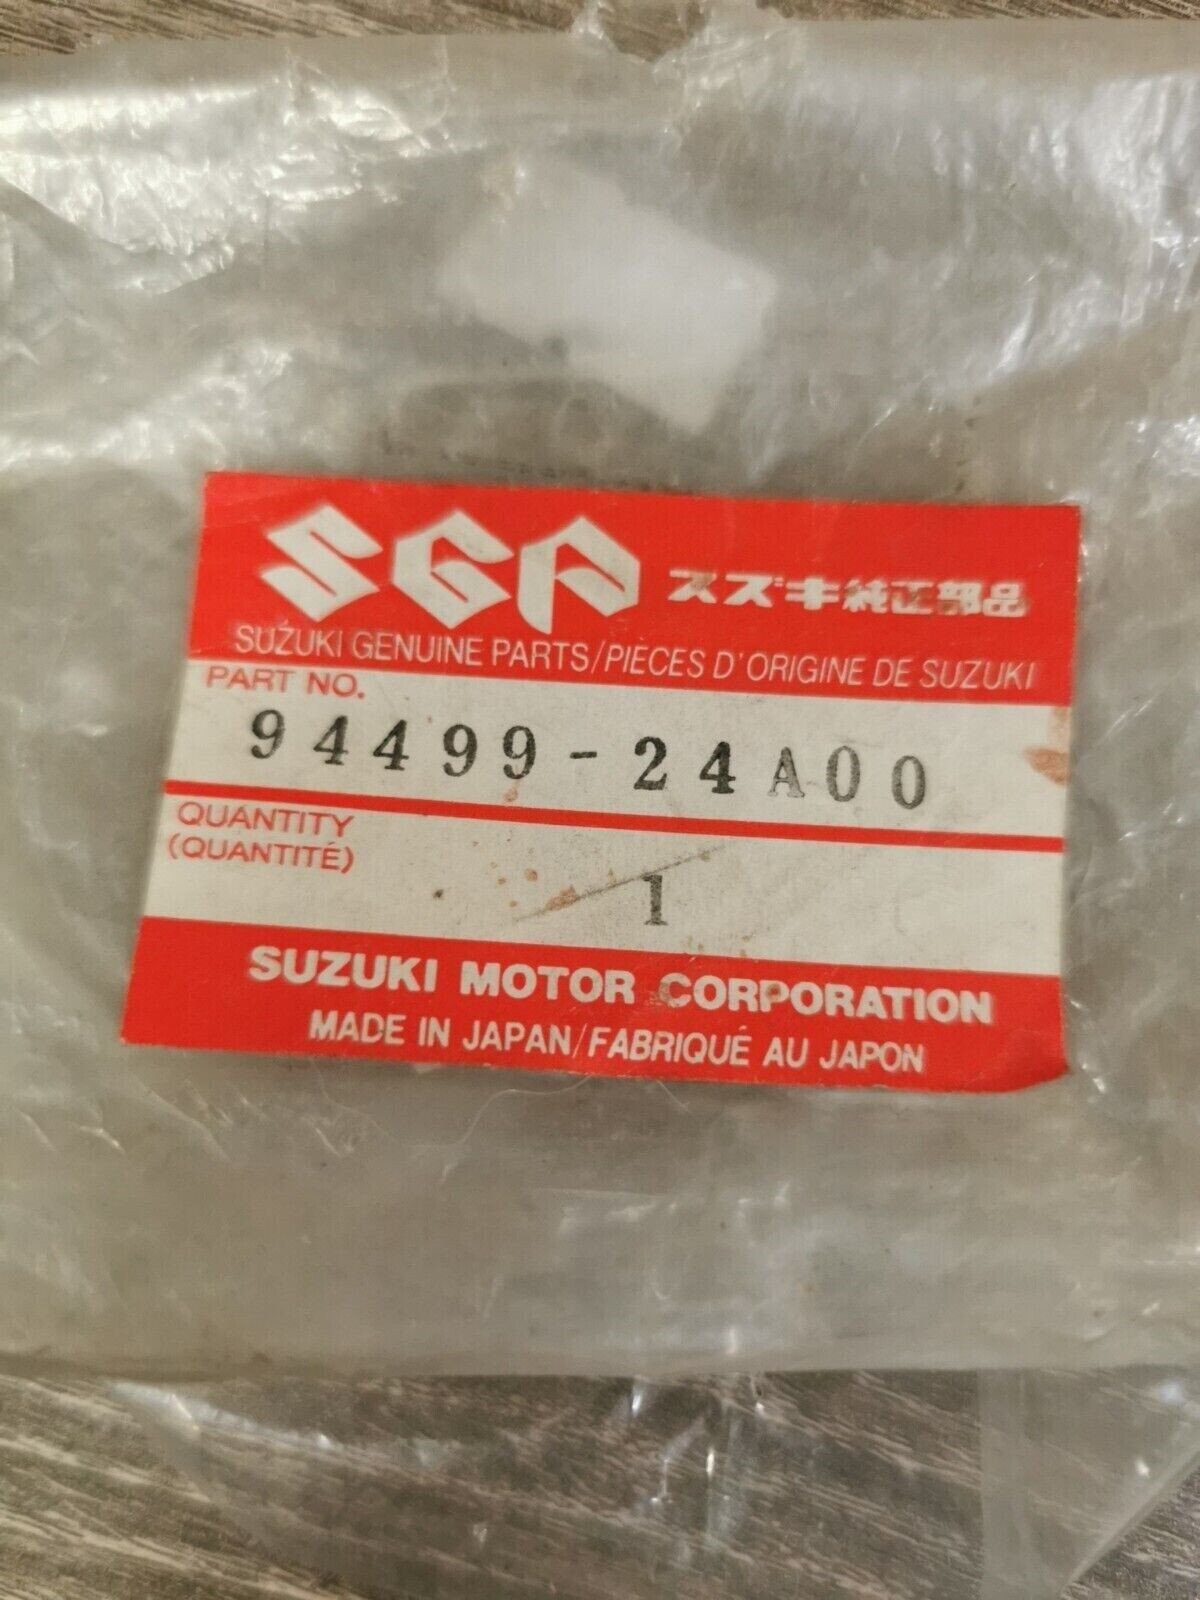 SGP スズキ純正部品
SUZUKI GENUINE PARTS/PIÈCES D'ORIGINE DE SUZUKI
PART NO.
94499-24A00
QUANTITY
(QUANTITÉ)
1
SUZUKI MOTOR CORPORATION
MADE IN JAPAN/FABRIQUÉ AU JAPON